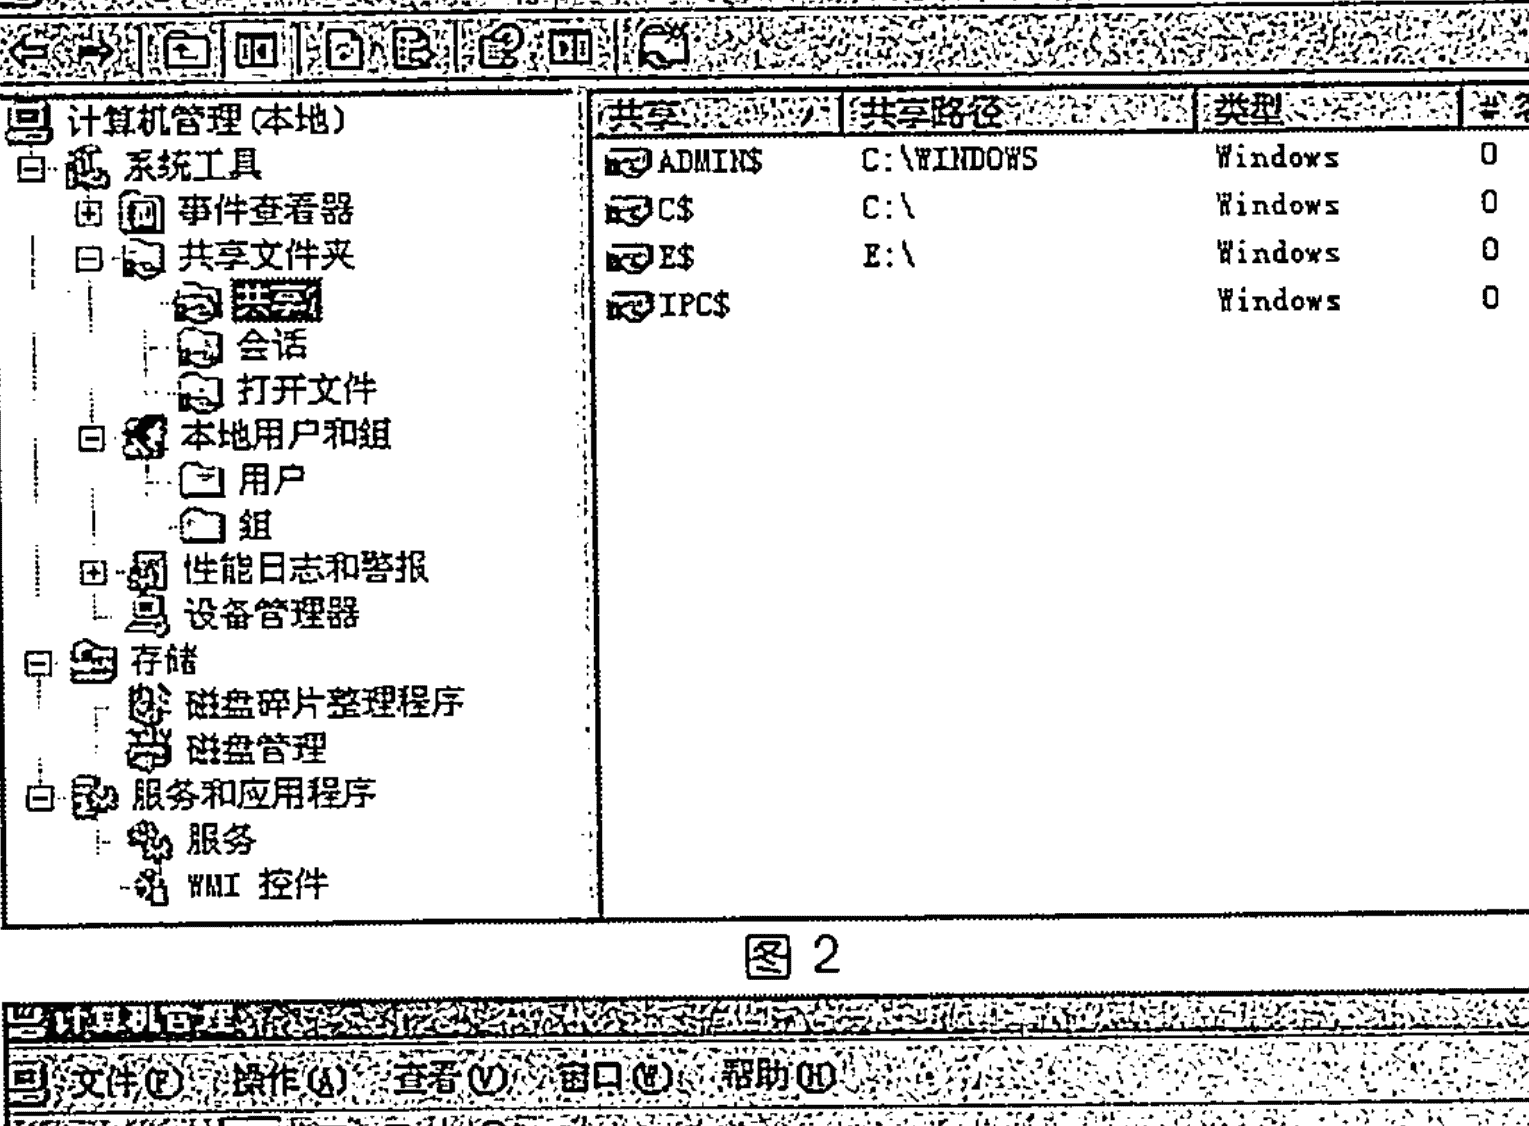 计算机管理(本地)
系统工具
事件查看器
共享文件夹
共享
会话
打开文件
本地用户和组
用户
组
性能日志和警报
设备管理器
存储
磁盘碎片整理程序
磁盘管理
服务和应用程序
服务
WMI 控件
共享 共享路径 类型 #
ADMIN$ C:\WINDOWS Windows 0
C$ C:\ Windows 0
E$ E:\ Windows 0
IPC$ Windows 0
图 2
计算机管理
文件(F) 操作(A) 查看(V) 窗口(W) 帮助(H)